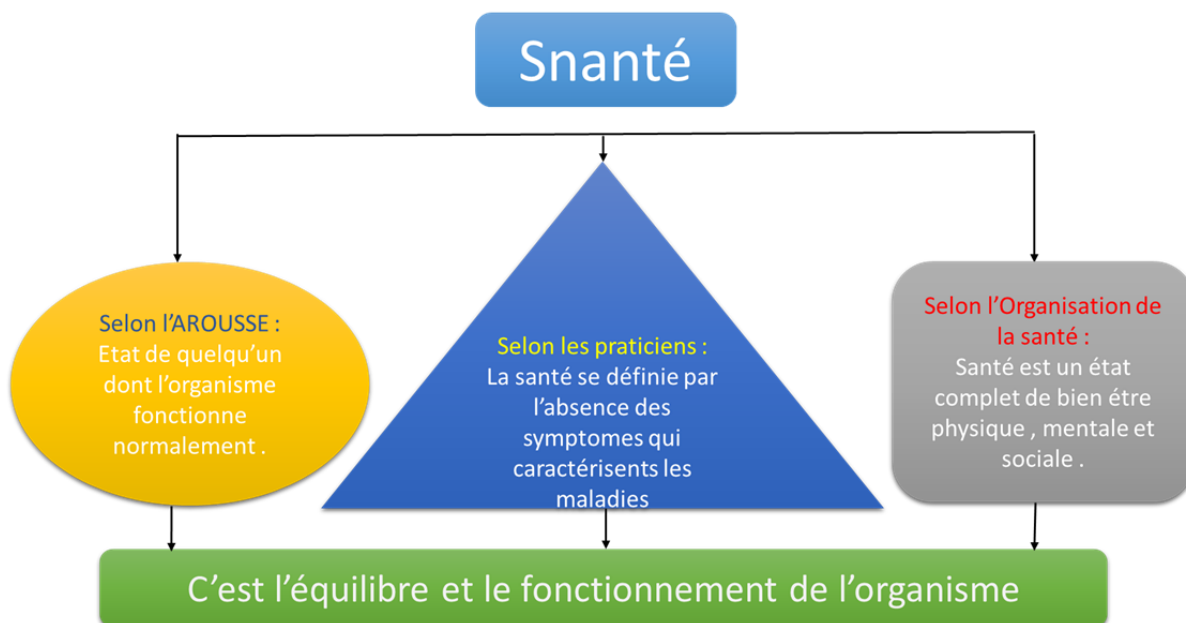 Snanté
Selon l'AROUSSE :
Etat de quelqu'un
dont l'organisme
fonctionne
normalement .
Selon les praticiens :
La santé se définie par
l'absence des
symptomes qui
caractérisents les
maladies
Selon l'Organisation de
la santé :
Santé est un état
complet de bien étre
physique , mentale et
sociale .
C'est l'équilibre et le fonctionnement de l'organisme